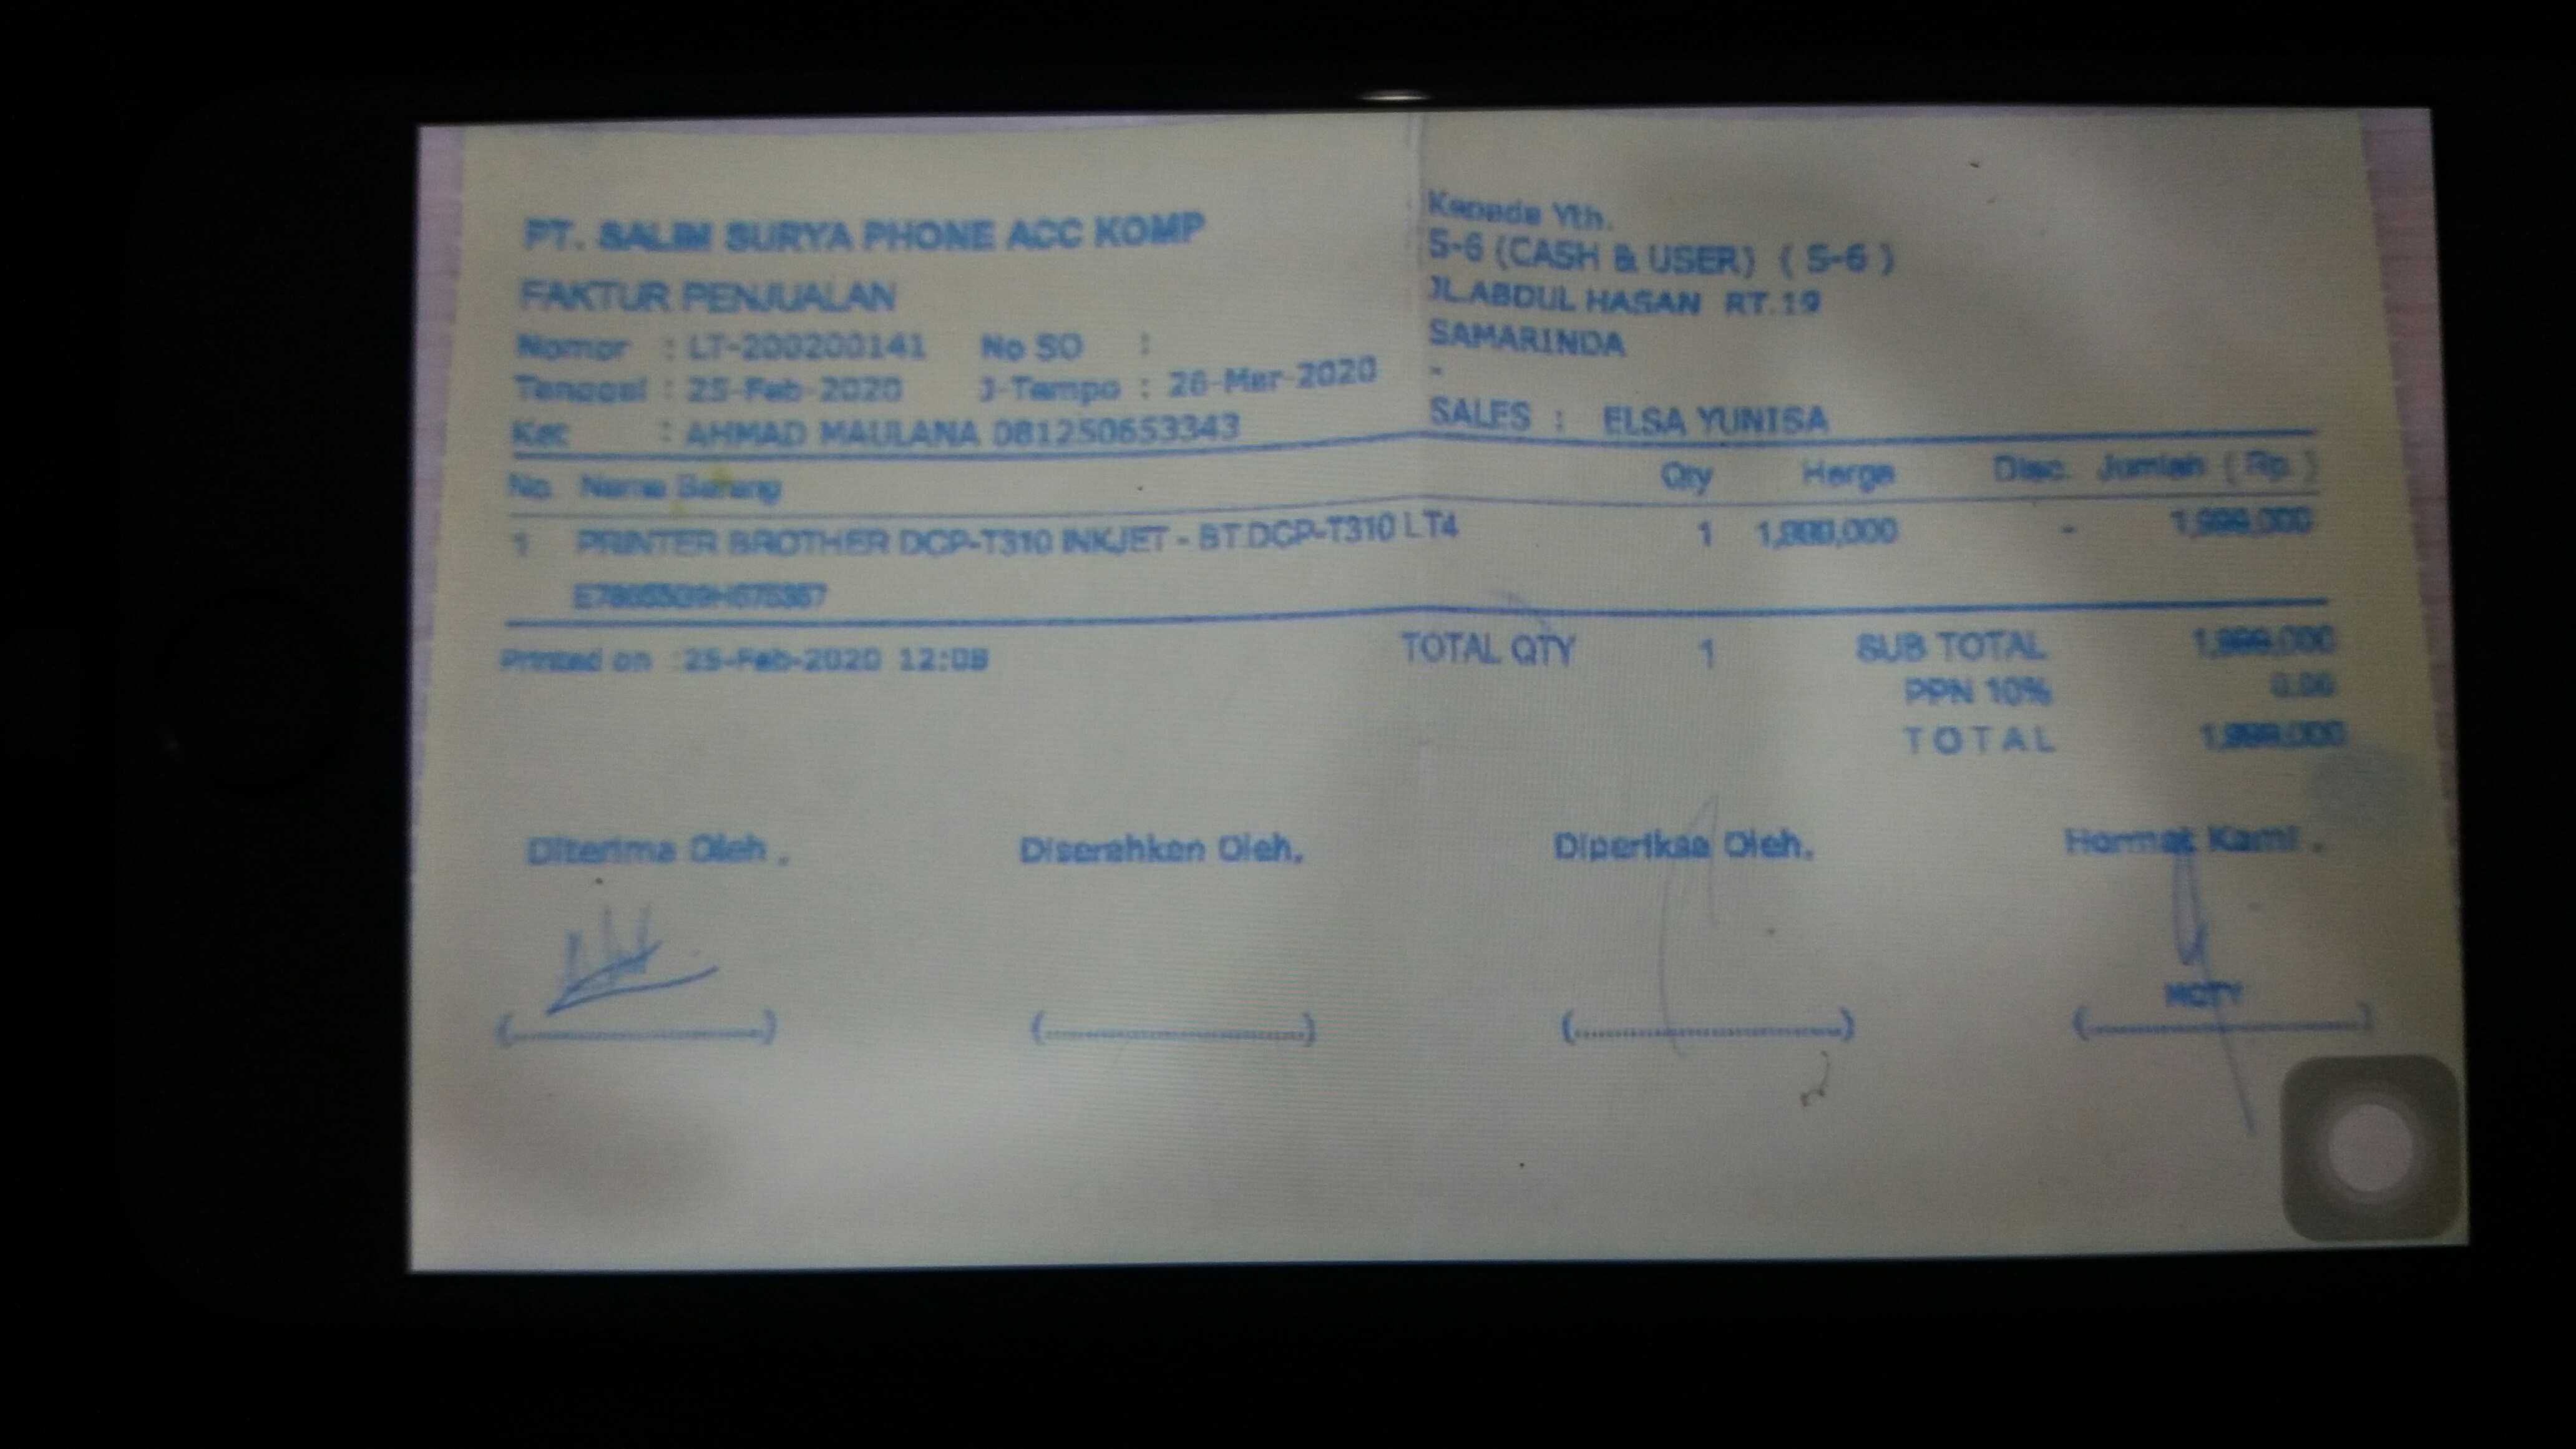 PT. SALIM SURYA PHONE ACC KOMP
FAKTUR PENJUALAN
Nomor : LT-200200141 No SO :
Tanggal : 25-Feb-2020 J-Tempo : 26-Mar-2020
Ket : AHMAD MAULANA 081250653343
Kepada Yth.
S-6 (CASH & USER) ( S-6 )
JL.ABDUL HASAN RT.19
SAMARINDA
-
SALES : ELSA YUNISA
No. Nama Barang Qty Harga Disc. Jumlah ( Rp )
1 PRINTER BROTHER DCP-T310 INKJET - BT.DCP-T310 LT4 1 -
Printed on 25-Feb-2020 TOTAL QTY 1 SUB TOTAL
PPN 10% 0.00
TOTAL
Diterima Oleh, Diserahkan Oleh, Diperiksa Oleh, Hormat Kami,